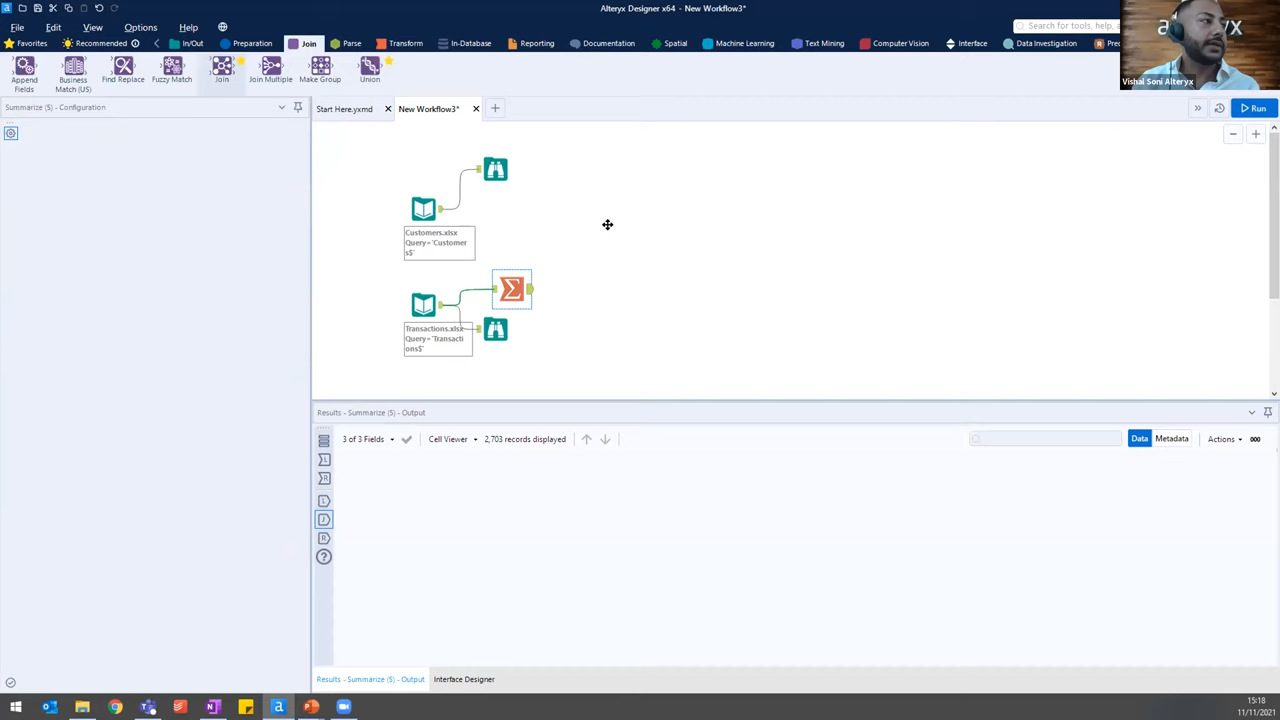 Alteryx Designer x64 - New Workflow3*
File Edit View Options Help
Search for tools, help, a
Favorites Recommended In/Out Preparation Join Parse Transform In-Database Reporting Documentation Spatial Machine Learning Text Mining Computer Vision Interface Data Investigation
Append Fields
Business Match (US)
Find Replace
Fuzzy Match
Join
Join Multiple
Make Group
Union
Vishal Soni Alteryx
Summarize (5) - Configuration
Start Here.yxmd
New Workflow3*
Run
Customers.xlsx
Query=`Customer
s$`
Transactions.xlsx
Query=`Transacti
ons$`
Results - Summarize (5) - Output
3 of 3 Fields
Cell Viewer
2,703 records displayed
Data
Metadata
Actions
000
L
R
L
J
R
Results - Summarize (5) - Output
Interface Designer
15:18
11/11/2021